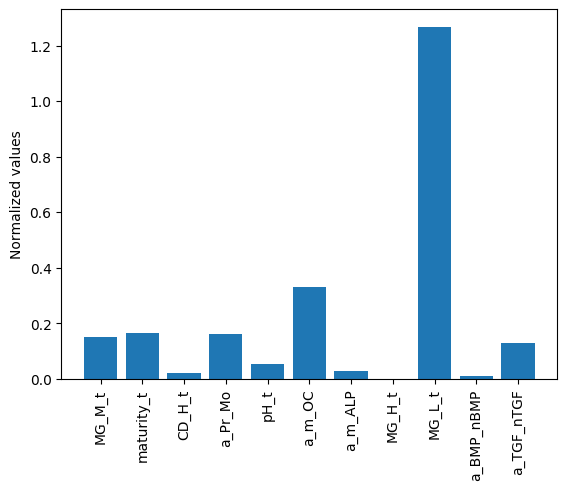 1.2
1.0
0.8
0.6
0.4
0.2
0.0
Normalized values
MG_M_t
maturity_t
CD_H_t
a_Pr_Mo
pH_t
a_m_OC
a_m_ALP
MG_H_t
MG_L_t
a_BMP_nBMP
a_TGF_nTGF